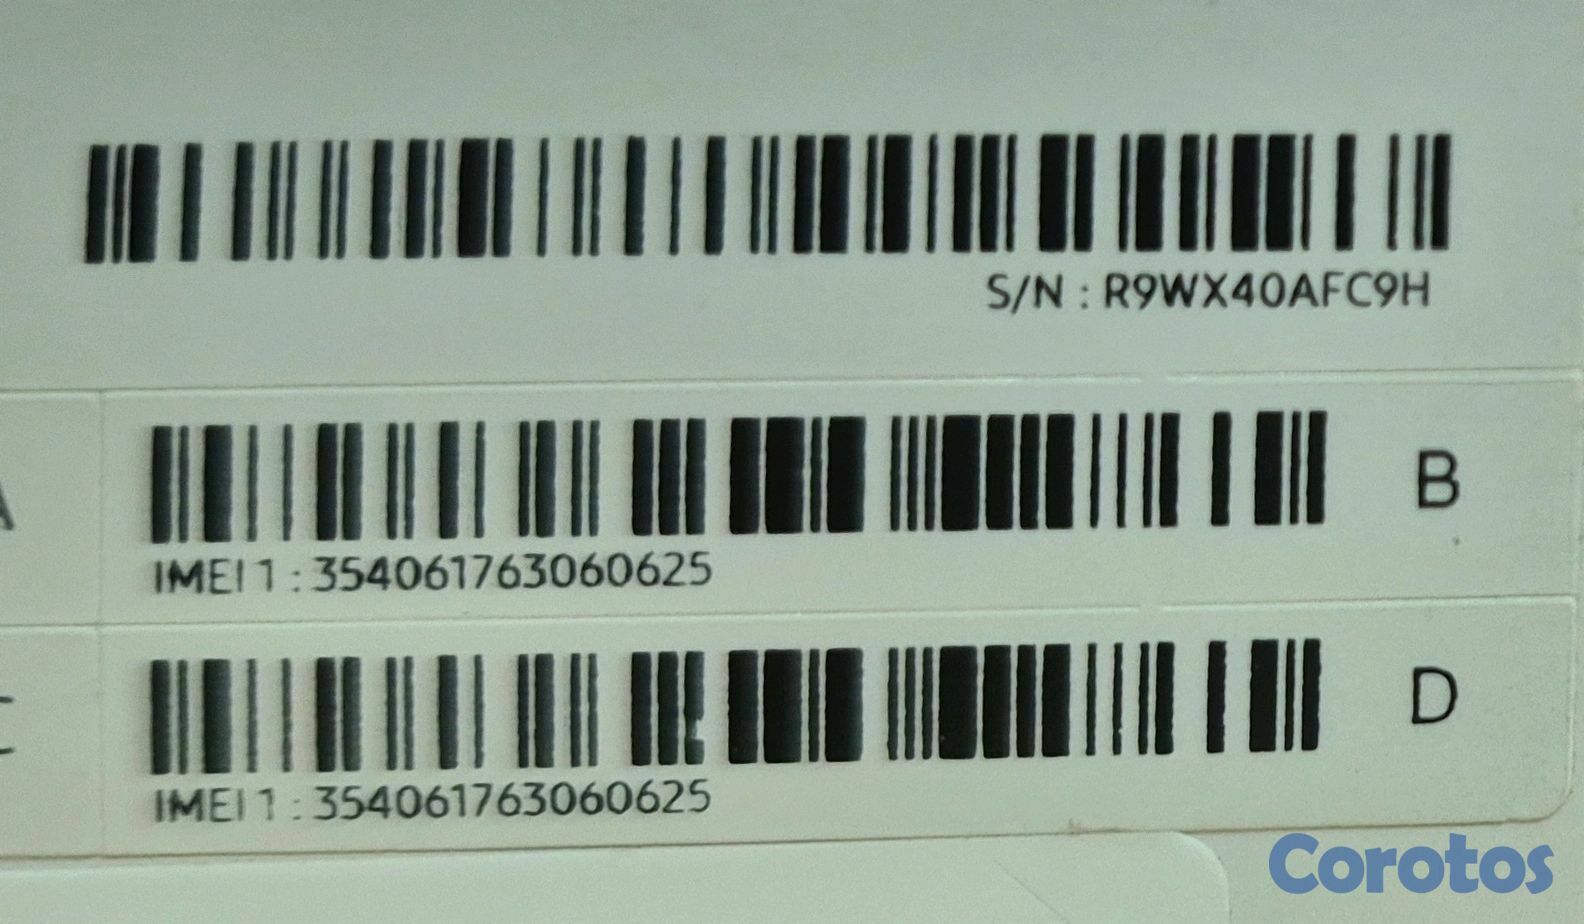 S/N : R9WX40AFC9H
B
IMEI 1 : 354061763060625
D
IMEI 1 : 354061763060625
Corotos